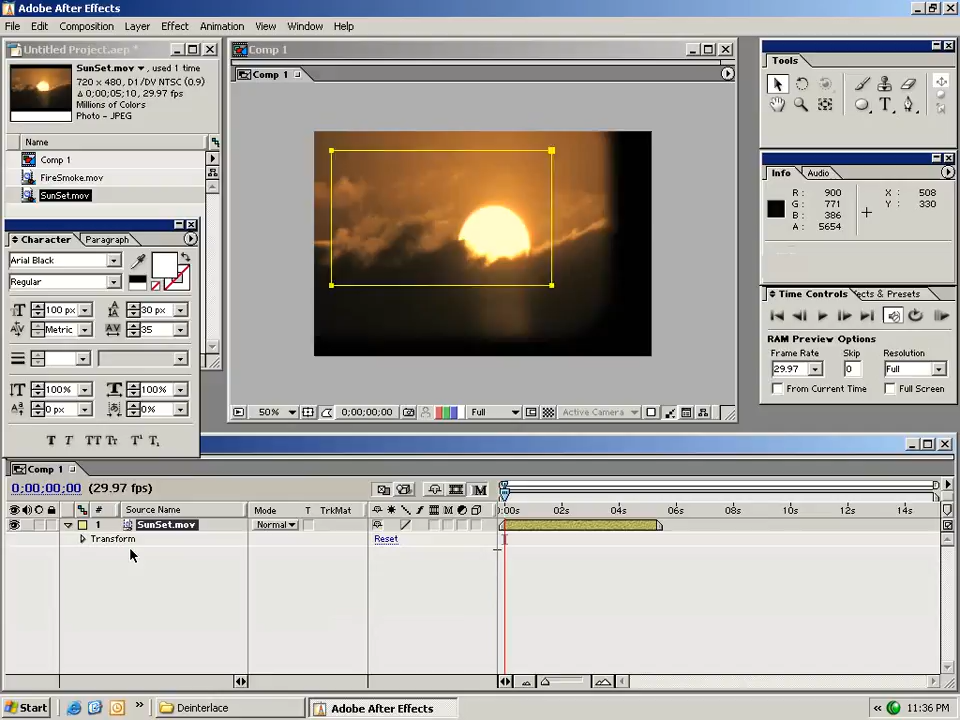 Adobe After Effects
File Edit Composition Layer Effect Animation View Window Help
Untitled Project.aep *
SunSet.mov ▼, used 1 time
720 x 480, D1/DV NTSC (0.9)
Δ 0;00;05;10, 29.97 fps
Millions of Colors
Photo - JPEG
Name
Comp 1
FireSmoke.mov
SunSet.mov
Character Paragraph
Arial Black
Regular
100 px 30 px
Metric 35
100% 100%
0 px 0%
T T TT Tr T¹ T₁
Comp 1
Comp 1
50% 0;00;00;00 Full Active Camera
Tools
Info Audio
R: 900 X: 508
G: 771 Y: 330
B: 386
A: 5654
Time Controls ects & Presets
RAM Preview Options
Frame Rate Skip Resolution
29.97 0 Full
From Current Time Full Screen
Comp 1
0;00;00;00 (29.97 fps)
# Source Name Mode T TrkMat :00s 02s 04s 06s 08s 10s 12s 14s
1 SunSet.mov Normal
Transform Reset
Start » Deinterlace Adobe After Effects « 11:36 PM